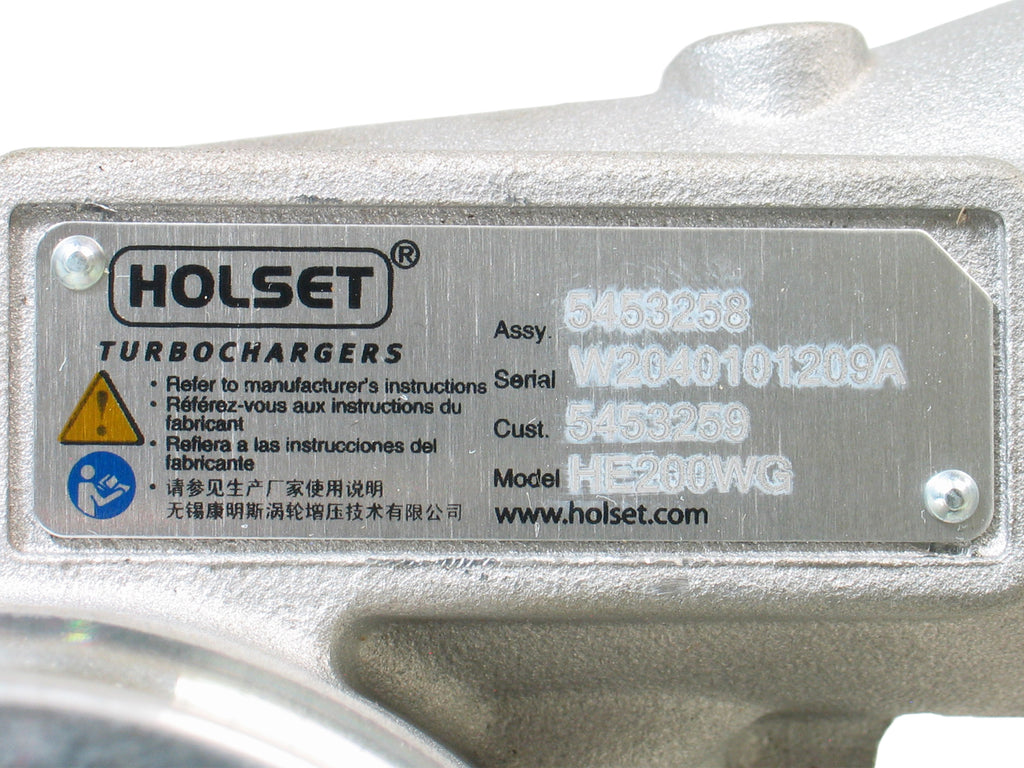 HOLSET®
TURBOCHARGERS
• Refer to manufacturer's instructions
• Référez-vous aux instructions du
fabricant
• Refiera a las instrucciones del
fabricante
• 请参见生产厂家使用说明
无锡康明斯涡轮增压技术有限公司
Assy. 5453258
Serial W2040101209A
Cust. 5453259
Model HE200WG
www.holset.com